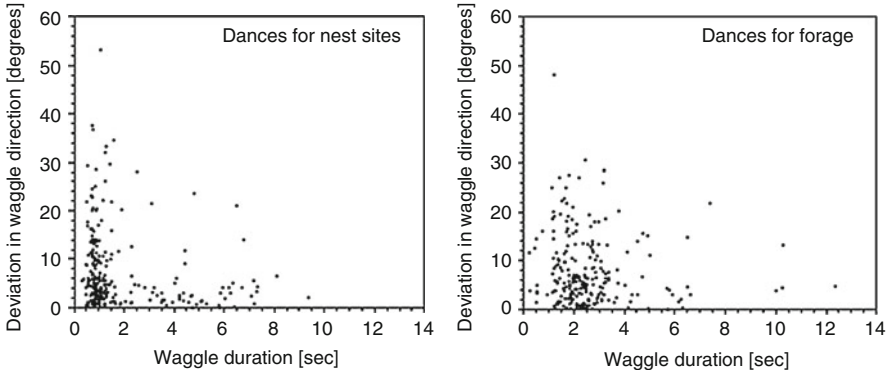 Deviation in waggle direction [degrees]
60
50
40
30
20
10
0
Dances for nest sites
0 2 4 6 8 10 12 14
Waggle duration [sec]
Deviation in waggle direction [degrees]
60
50
40
30
20
10
0
Dances for forage
0 2 4 6 8 10 12 14
Waggle duration [sec]